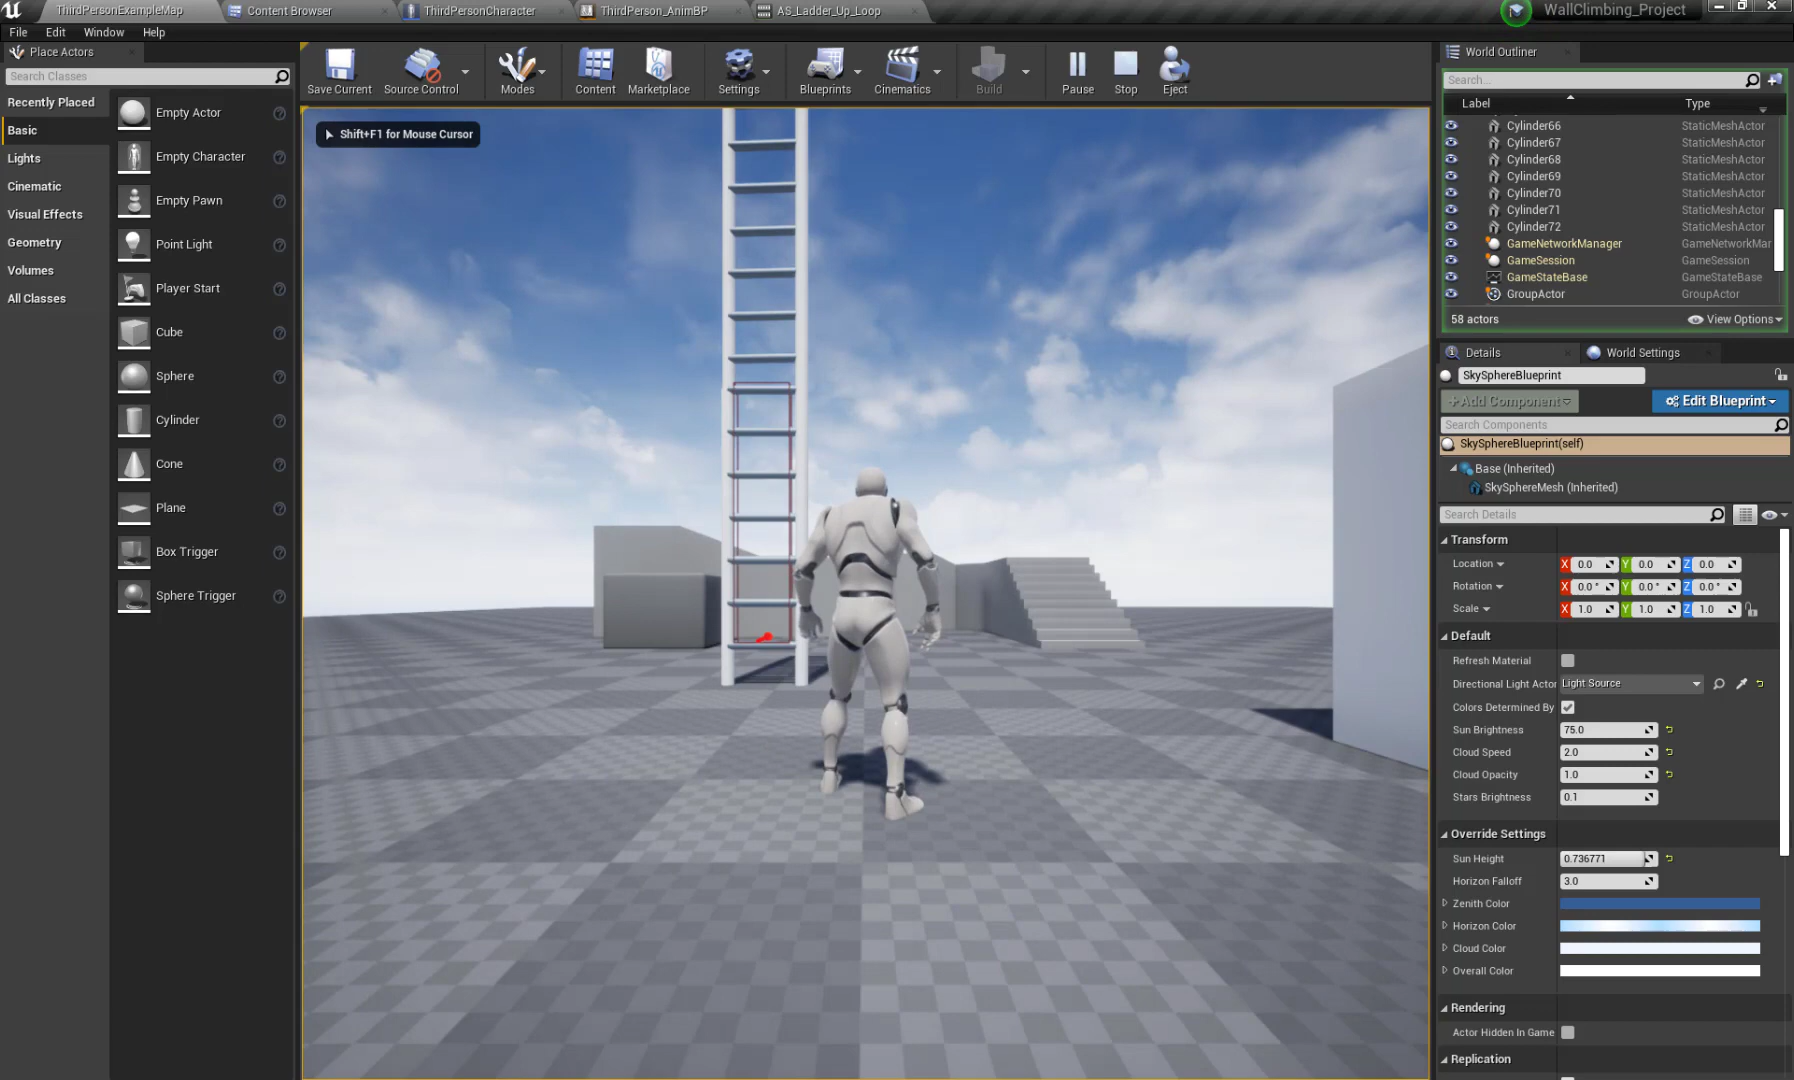 ThirdPersonExampleMap
Content Browser
ThirdPersonCharacter
ThirdPerson_AnimBP
AS_Ladder_Up_Loop
WallClimbing_Project
File
Edit
Window
Help
Place Actors
Search Classes
Recently Placed
Basic
Lights
Cinematic
Visual Effects
Geometry
Volumes
All Classes
Empty Actor
Empty Character
Empty Pawn
Point Light
Player Start
Cube
Sphere
Cylinder
Cone
Plane
Box Trigger
Sphere Trigger
Save Current
Source Control
Modes
Content
Marketplace
Settings
Blueprints
Cinematics
Build
Pause
Stop
Eject
Shift+F1 for Mouse Cursor
World Outliner
Search...
Label
Type
Cylinder66 StaticMeshActor
Cylinder67 StaticMeshActor
Cylinder68 StaticMeshActor
Cylinder69 StaticMeshActor
Cylinder70 StaticMeshActor
Cylinder71 StaticMeshActor
Cylinder72 StaticMeshActor
GameNetworkManager GameNetworkMar
GameSession GameSession
GameStateBase GameStateBase
GroupActor GroupActor
58 actors
View Options
Details
World Settings
SkySphereBlueprint
+Add Component
Edit Blueprint
Search Components
SkySphereBlueprint(self)
Base (Inherited)
SkySphereMesh (Inherited)
Search Details
Transform
Location X 0.0 Y 0.0 Z 0.0
Rotation X 0.0° Y 0.0° Z 0.0°
Scale X 1.0 Y 1.0 Z 1.0
Default
Refresh Material
Directional Light Actor Light Source
Colors Determined By
Sun Brightness 75.0
Cloud Speed 2.0
Cloud Opacity 1.0
Stars Brightness 0.1
Override Settings
Sun Height 0.736771
Horizon Falloff 3.0
Zenith Color
Horizon Color
Cloud Color
Overall Color
Rendering
Actor Hidden In Game
Replication